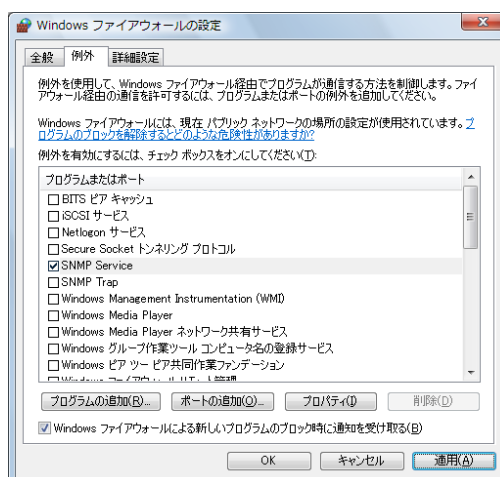 Windows ファイアウォールの設定
全般
例外
詳細設定
例外を使用して、Windows ファイアウォール経由でプログラムが通信する方法を制御します。ファイ
アウォール経由の通信を許可するには、プログラムまたはポートの例外を追加してください。
Windows ファイアウォールには、現在 パブリック ネットワークの場所の設定が使用されています。プ
ログラムのブロックを解除するとどのような危険性がありますか?
例外を有効にするには、チェック ボックスをオンにしてください(T):
プログラムまたはポート
BITS ピア キャッシュ
iSCSI サービス
Netlogon サービス
Secure Socket トンネリング プロトコル
SNMP Service
SNMP Trap
Windows Management Instrumentation (WMI)
Windows Media Player
Windows Media Player ネットワーク共有サービス
Windows グループ作業ツール コンピュータ名の登録サービス
Windows ピア ツー ピア共同作業ファンデーション
プログラムの追加(R)...
ポートの追加(O)...
プロパティ(I)
削除(D)
Windows ファイアウォールによる新しいプログラムのブロック時に通知を受け取る(B)
OK
キャンセル
適用(A)